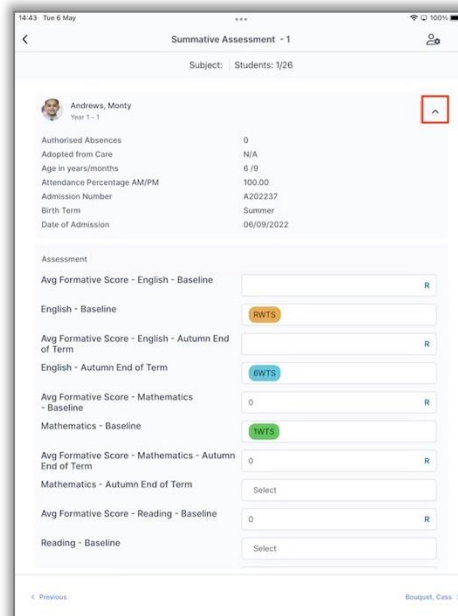 14:43 Tue 6 May
100%
Summative Assessment - 1
Subject: Students: 1/26
Andrews, Monty
Year 1 - 1
Authorised Absences 0
Adopted from Care N/A
Age in years/months 6 /9
Attendance Percentage AM/PM 100.00
Admission Number A202237
Birth Term Summer
Date of Admission 06/09/2022
Assessment
Avg Formative Score - English - Baseline R
English - Baseline RWTS
Avg Formative Score - English - Autumn End
of Term R
English - Autumn End of Term 6WTS
Avg Formative Score - Mathematics
- Baseline 0 R
Mathematics - Baseline 1WTS
Avg Formative Score - Mathematics - Autumn
End of Term 0 R
Mathematics - Autumn End of Term Select
Avg Formative Score - Reading - Baseline 0 R
Reading - Baseline Select
Previous Bouquet, Cass